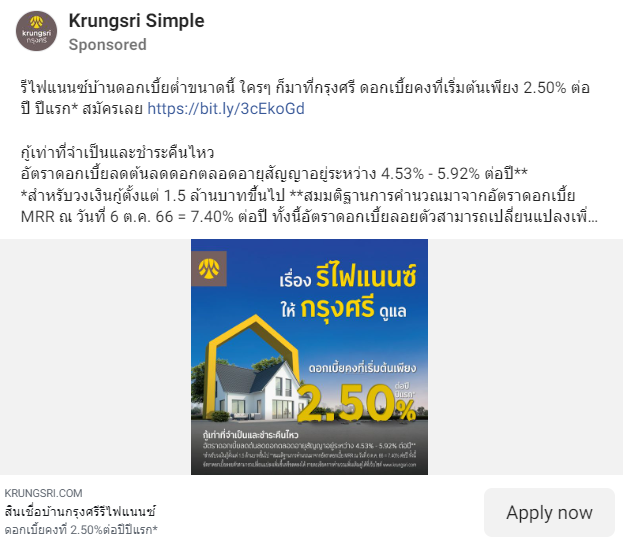 Krungsri Simple
Sponsored
krungsri
กรุงศรี
รีไฟแนนซ์บ้านดอกเบี้ยต่ำขนาดนี้ ใครๆ ก็มาที่กรุงศรี ดอกเบี้ยคงที่เริ่มต้นเพียง 2.50% ต่อ
ปี ปีแรก* สมัครเลย https://bit.ly/3cEkoGd
กู้เท่าที่จำเป็นและชำระคืนไหว
อัตราดอกเบี้ยลดต้นลดดอกตลอดอายุสัญญาอยู่ระหว่าง 4.53% - 5.92% ต่อปี**
*สำหรับวงเงินกู้ตั้งแต่ 1.5 ล้านบาทขึ้นไป **สมมติฐานการคำนวณมาจากอัตราดอกเบี้ย
MRR ณ วันที่ 6 ต.ค. 66 = 7.40% ต่อปี ทั้งนี้อัตราดอกเบี้ยลอยตัวสามารถเปลี่ยนแปลงเพิ่...
เรื่อง รีไฟแนนซ์
ให้ กรุงศรี ดูแล
ดอกเบี้ยคงที่เริ่มต้นเพียง
2.50%
ต่อปี
ปีแรก*
กู้เท่าที่จำเป็นและชำระคืนไหว
อัตราดอกเบี้ยลดต้นลดดอกตลอดอายุสัญญาอยู่ระหว่าง 4.53% - 5.92% ต่อปี**
KRUNGSRI.COM
สินเชื่อบ้านกรุงศรีรีไฟแนนซ์
ดอกเบี้ยคงที่ 2.50%ต่อปีปีแรก*
Apply now